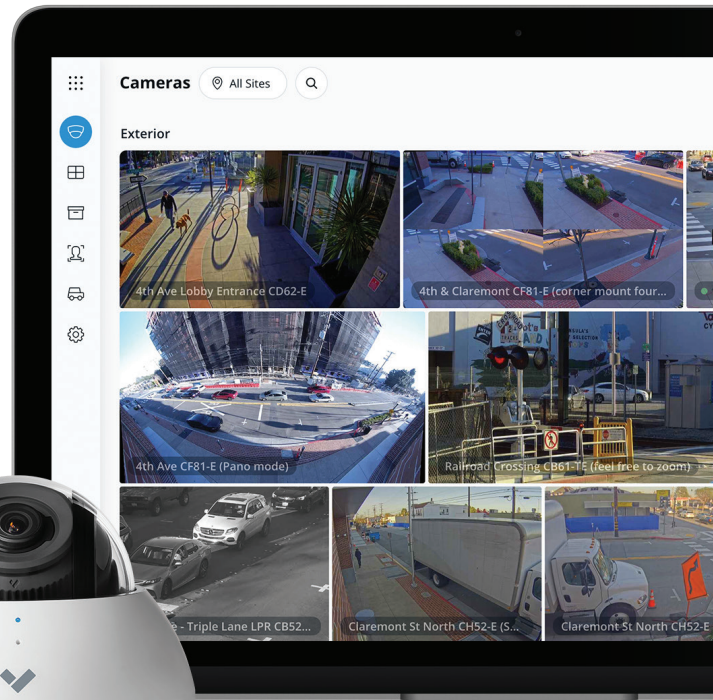 Cameras
All Sites
Exterior
4th Ave Lobby Entrance CD62-E
4th & Claremont CF81-E (corner mount four...
4th Ave CF81-E (Pano mode)
Railroad Crossing CB61-TE (feel free to zoom)
e - Triple Lane LPR CB52...
Claremont St North CH52-E (S...
Claremont St North CH52-E